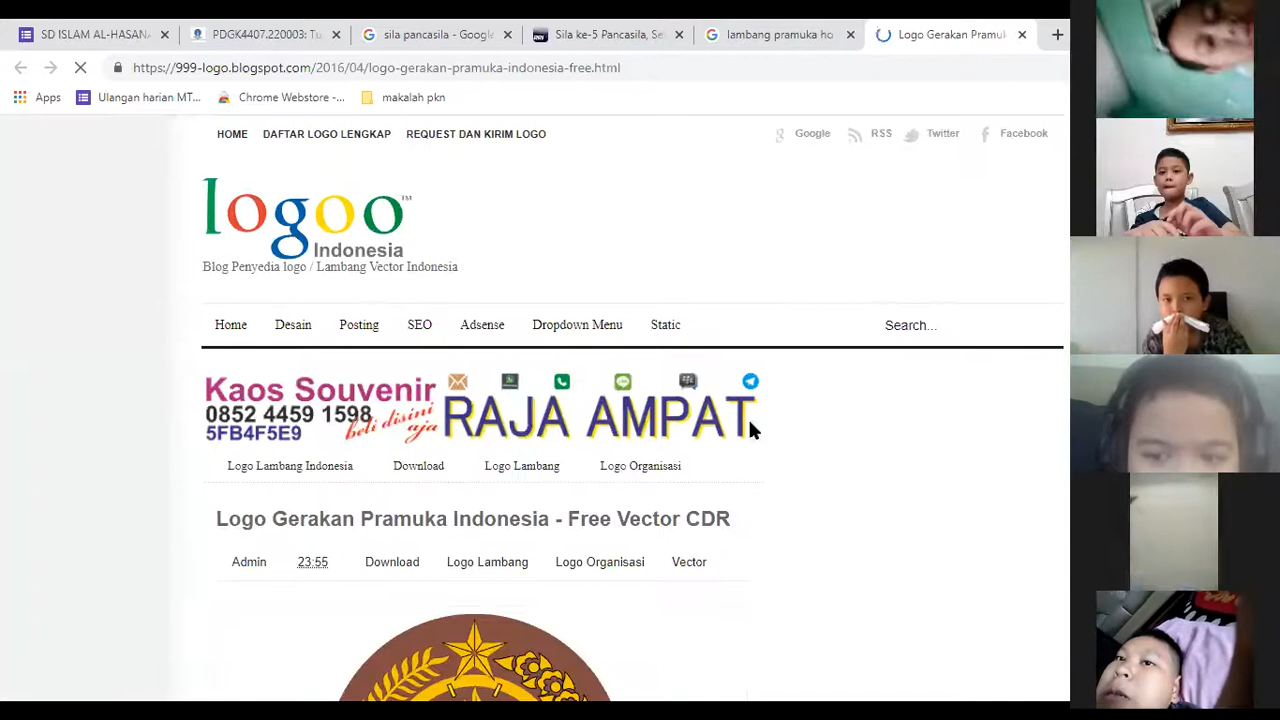 SD ISLAM AL-HASANA
PDGK4407.220003: Tu
sila pancasila - Google
Sila ke-5 Pancasila, Se
lambang pramuka ho
Logo Gerakan Pramuk
https://999-logo.blogspot.com/2016/04/logo-gerakan-pramuka-indonesia-free.html
Apps Ulangan harian MT... Chrome Webstore -... makalah pkn
HOME DAFTAR LOGO LENGKAP REQUEST DAN KIRIM LOGO Google RSS Twitter Facebook
logoo™
Indonesia
Blog Penyedia logo / Lambang Vector Indonesia
Home Desain Posting SEO Adsense Dropdown Menu Static Search...
Kaos Souvenir
0852 4459 1598
5FB4F5E9
beli disini
aja
RAJA AMPAT
Logo Lambang Indonesia Download Logo Lambang Logo Organisasi
Logo Gerakan Pramuka Indonesia - Free Vector CDR
Admin 23:55 Download Logo Lambang Logo Organisasi Vector